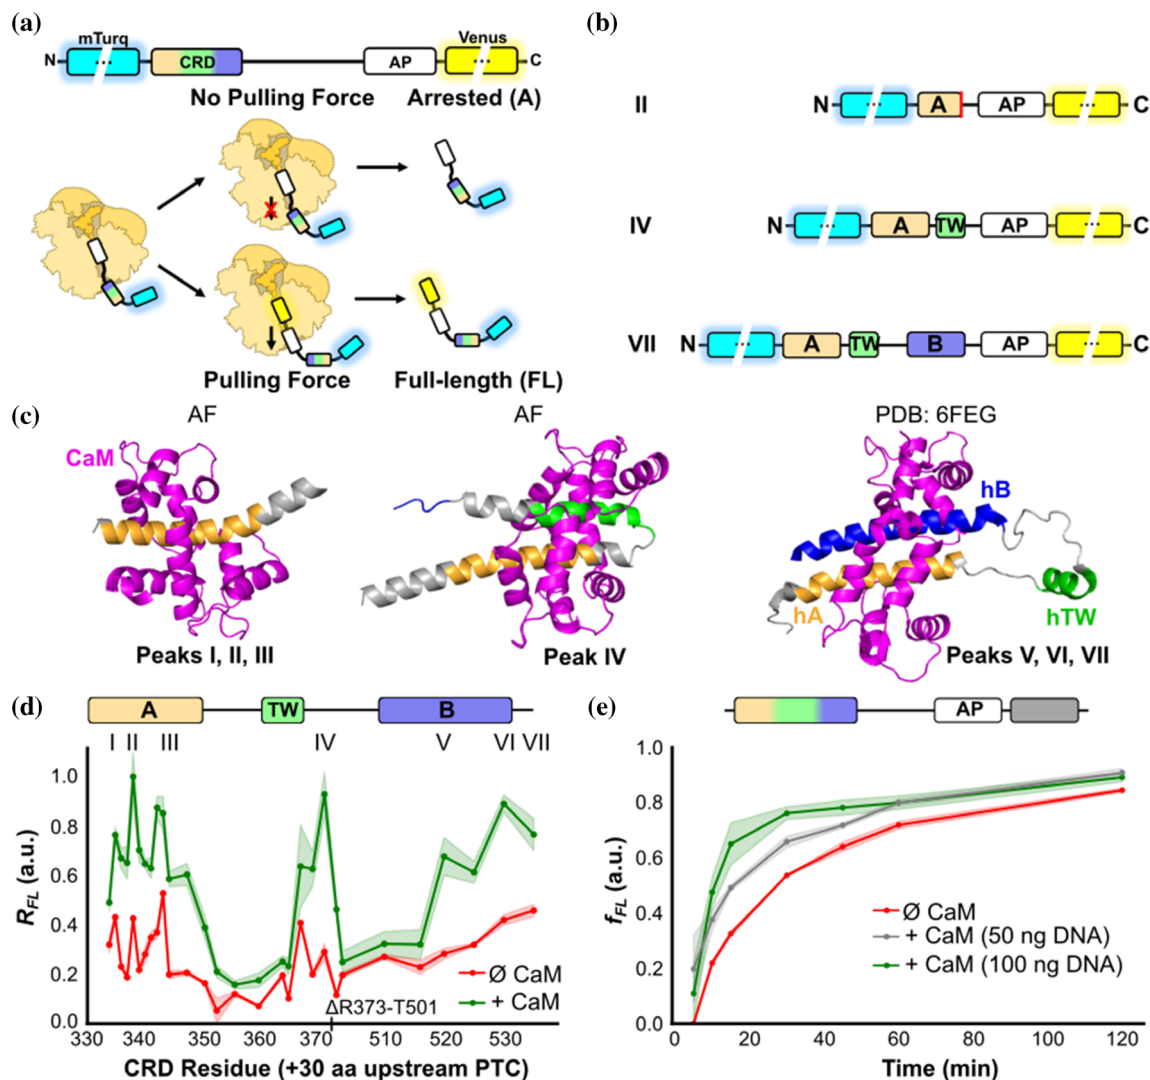 (a)
mTurq
Venus
N
...
CRD
AP
...
C
No Pulling Force
Arrested (A)
Pulling Force
Full-length (FL)
(b)
II
N ... A AP ... C
IV
N ... A TW AP ... C
VII
N ... A TW B AP ... C
(c)
AF
AF
PDB: 6FEG
CaM
hB
hA
hTW
Peaks I, II, III
Peak IV
Peaks V, VI, VII
(d)
A TW B
I II III IV V VI VII
R_FL (a.u.)
1.0
0.8
0.6
0.4
0.2
0.0
Ø CaM
+ CaM
ΔR373-T501
330 340 350 360 370 510 520 530
CRD Residue (+30 aa upstream PTC)
(e)
AP
f_FL (a.u.)
1.0
0.8
0.6
0.4
0.2
0.0
Ø CaM
+ CaM (50 ng DNA)
+ CaM (100 ng DNA)
0 20 40 60 80 100 120
Time (min)